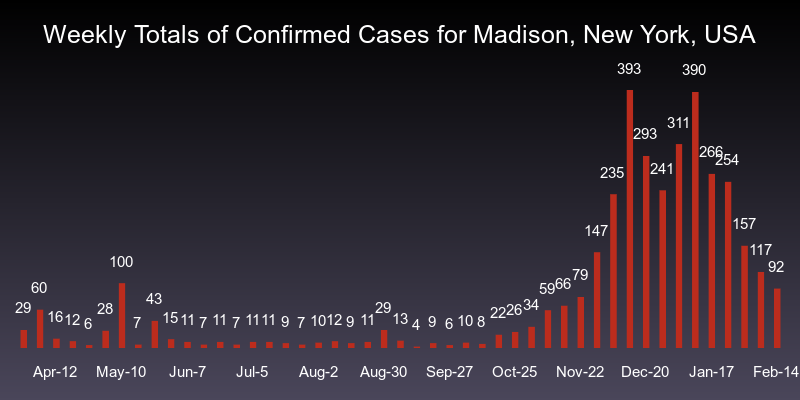 Weekly Totals of Confirmed Cases for Madison, New York, USA
29 60 16 12 6 28 100 7 43 15 11 7 11 7 11 11 9 7 10 12 9 11 29 13 4 9 6 10 8 22 26 34 59 66 79 147 235 393 293 241 311 390 266 254 157 117 92
Apr-12 May-10 Jun-7 Jul-5 Aug-2 Aug-30 Sep-27 Oct-25 Nov-22 Dec-20 Jan-17 Feb-14